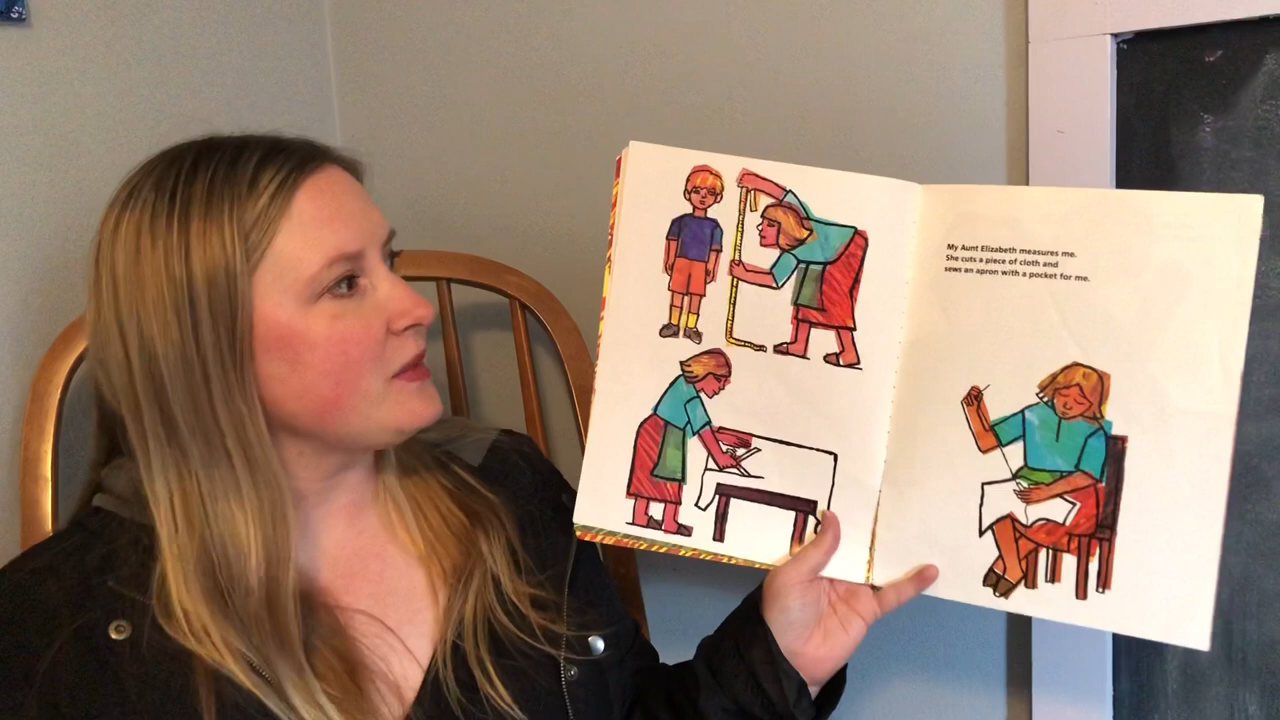 My Aunt Elizabeth measures me.
She cuts a piece of cloth and
sews an apron with a pocket for me.